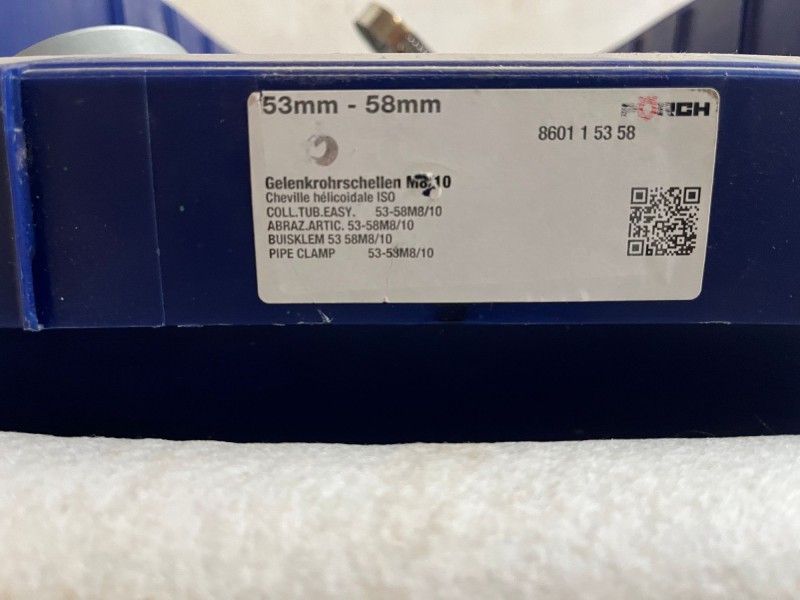 53mm - 58mm
FÖRCH
8601 1 53 58
Gelenkrohrschellen M8/10
Cheville hélicoidale ISO
COLL.TUB.EASY. 53-58M8/10
ABRAZ.ARTIC. 53-58M8/10
BUISKLEM 53 58M8/10
PIPE CLAMP 53-53M8/10